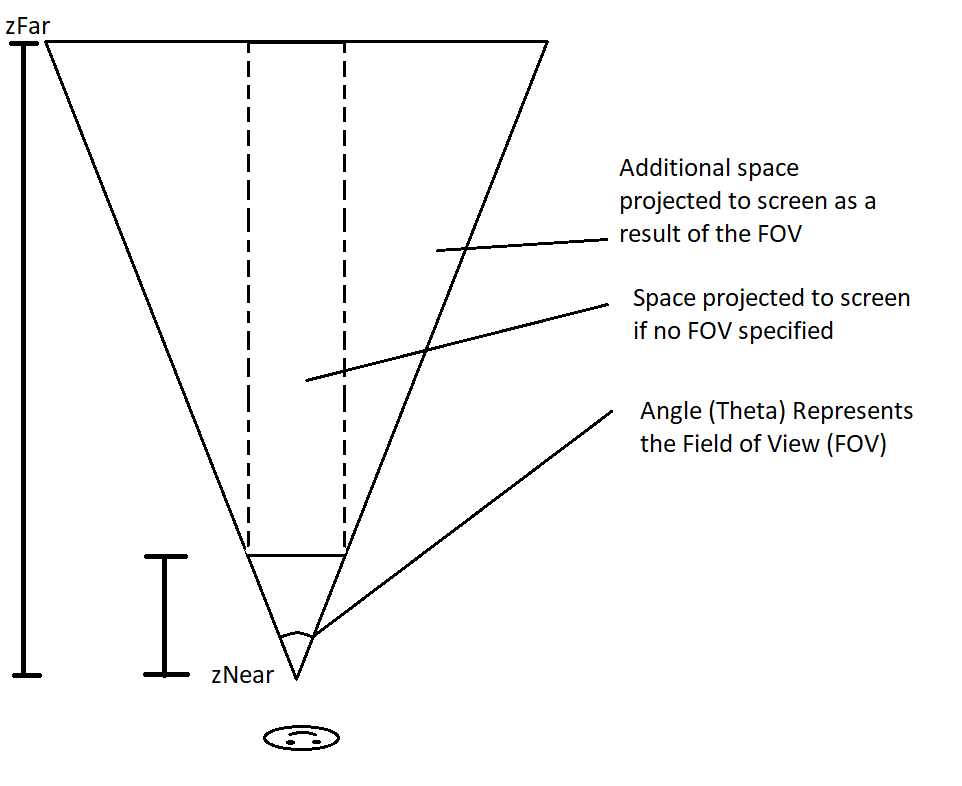 zFar
Additional space
projected to screen as a
result of the FOV
Space projected to screen
if no FOV specified
Angle (Theta) Represents
the Field of View (FOV)
zNear